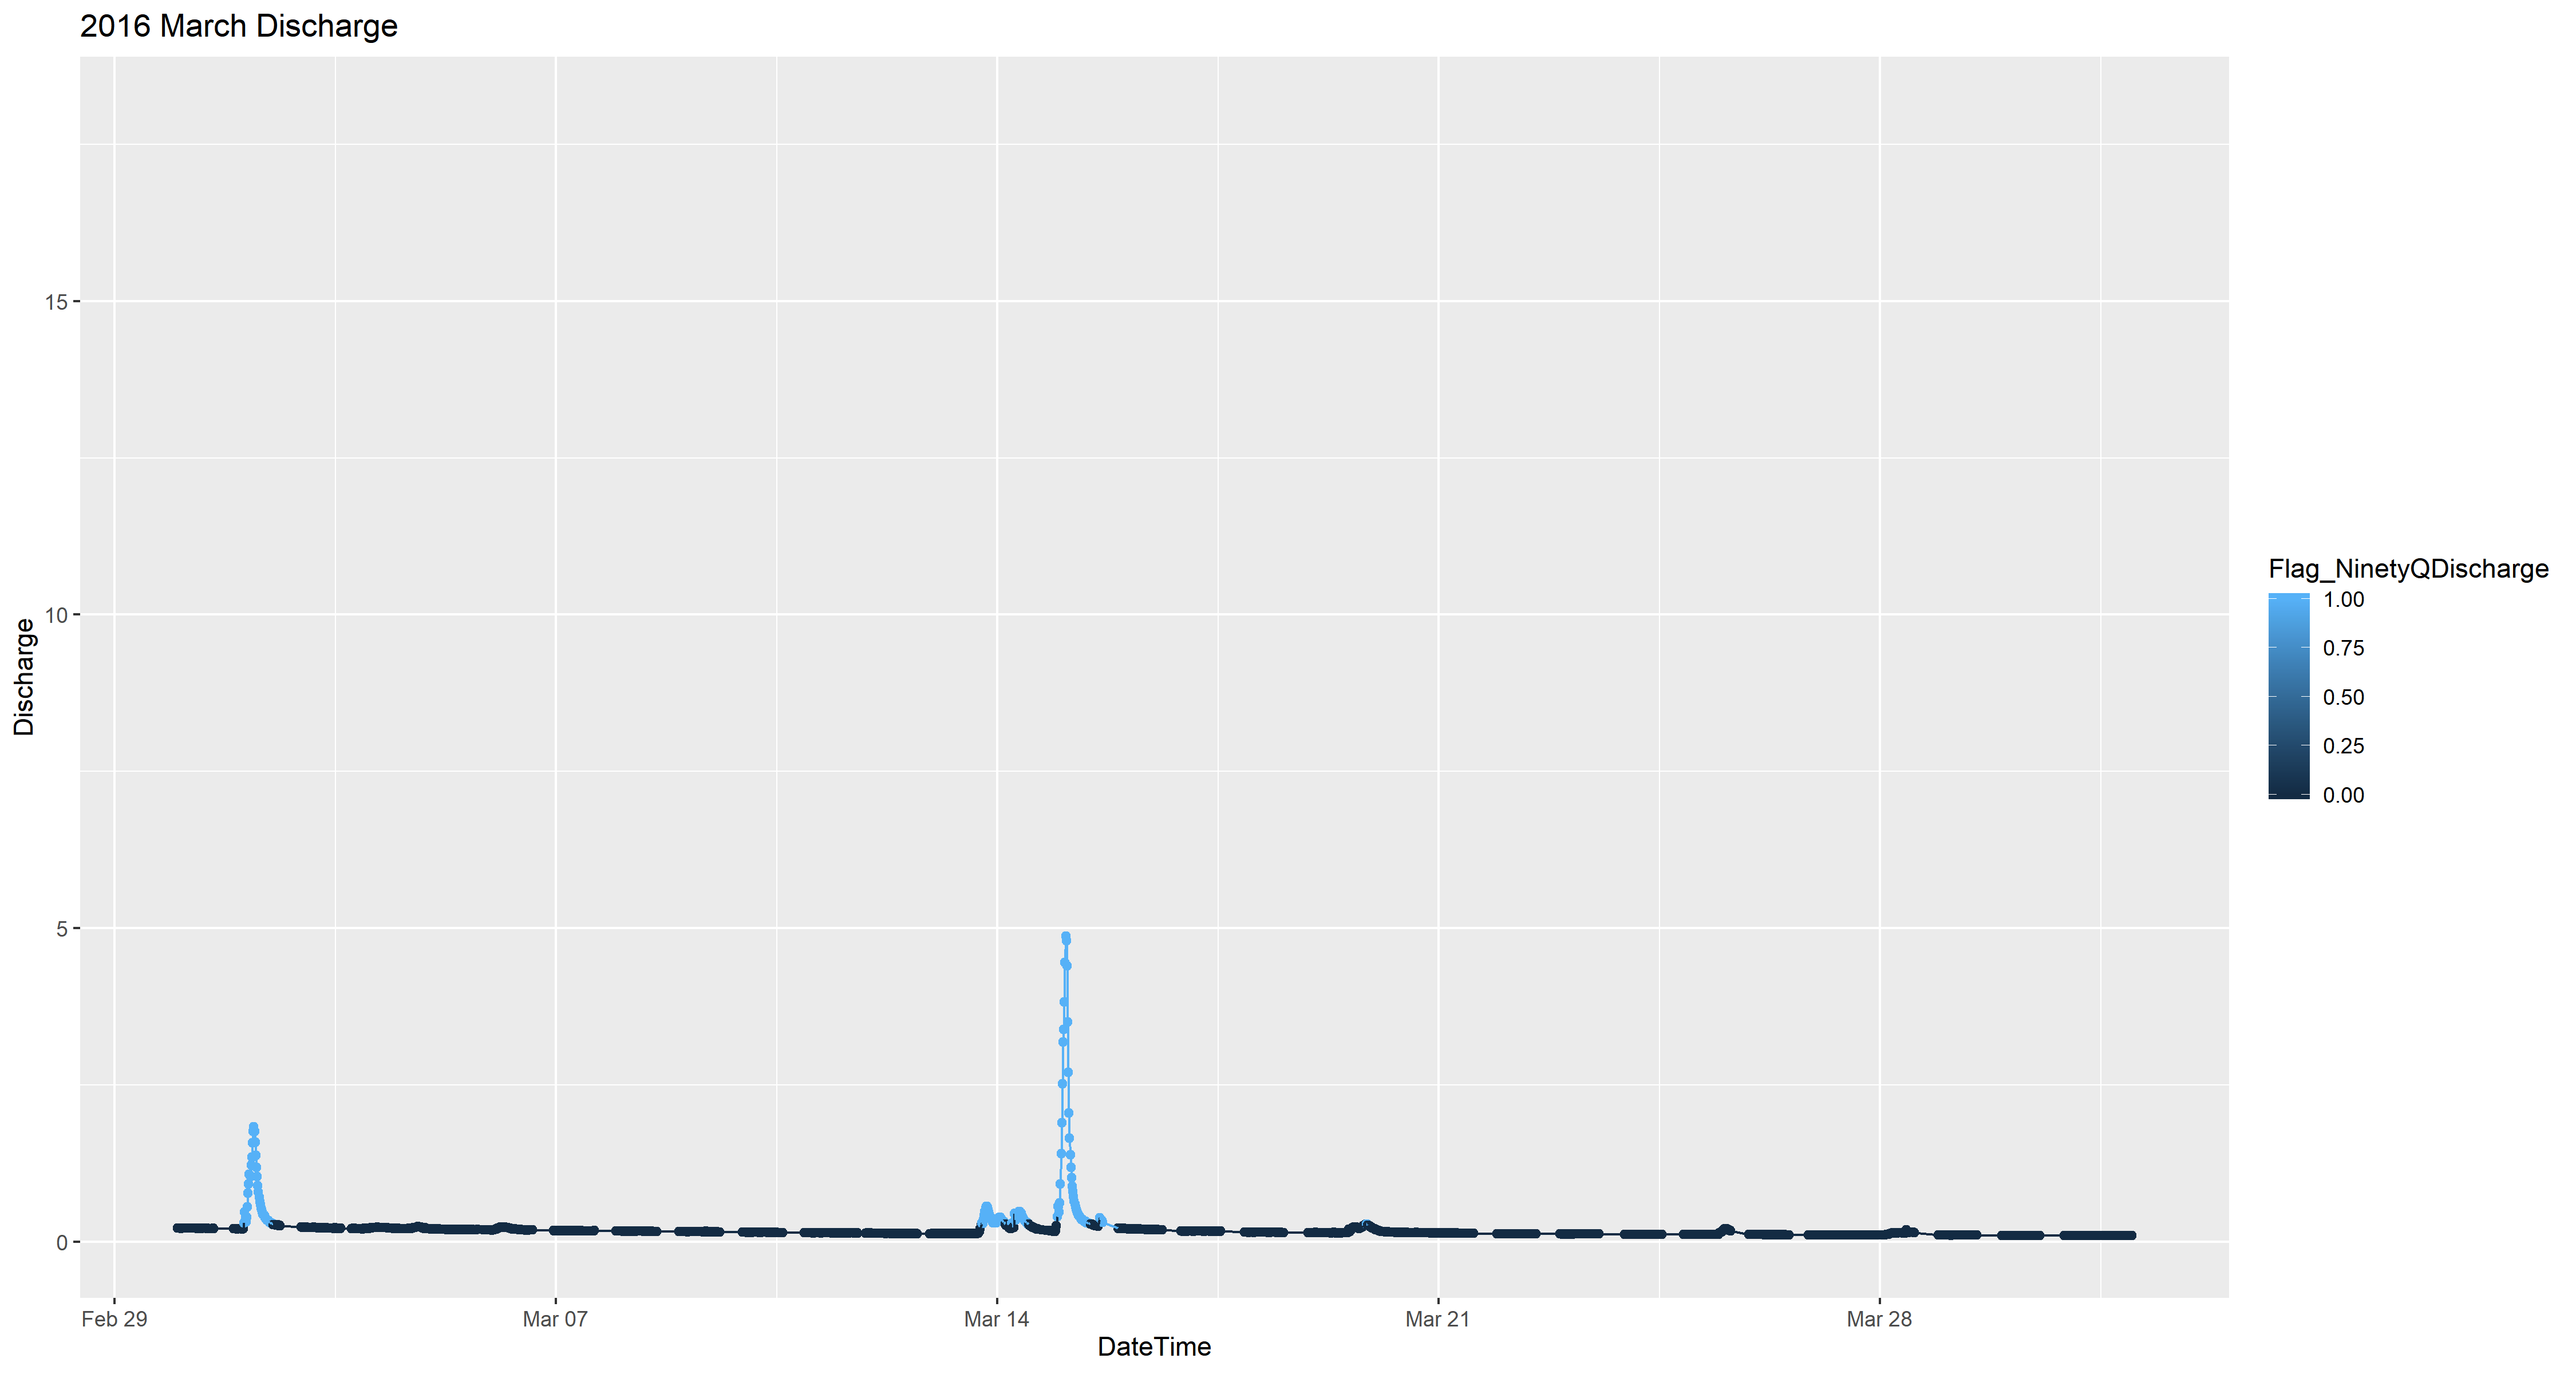 2016 March Discharge
15
10
5
0
Discharge
Feb 29
Mar 07
Mar 14
Mar 21
Mar 28
DateTime
Flag_NinetyQDischarge
1.00
0.75
0.50
0.25
0.00